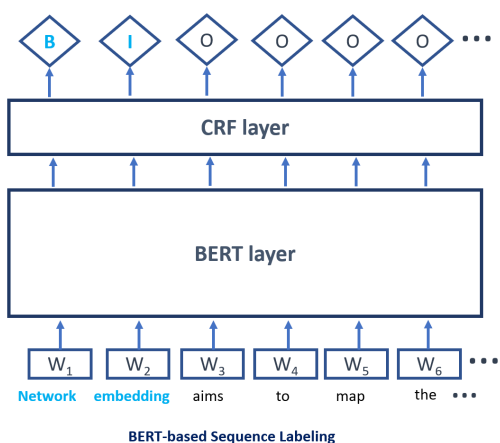 B I O O O O ...
CRF layer
BERT layer
W1 W2 W3 W4 W5 W6 ...
Network embedding aims to map the ...
BERT-based Sequence Labeling